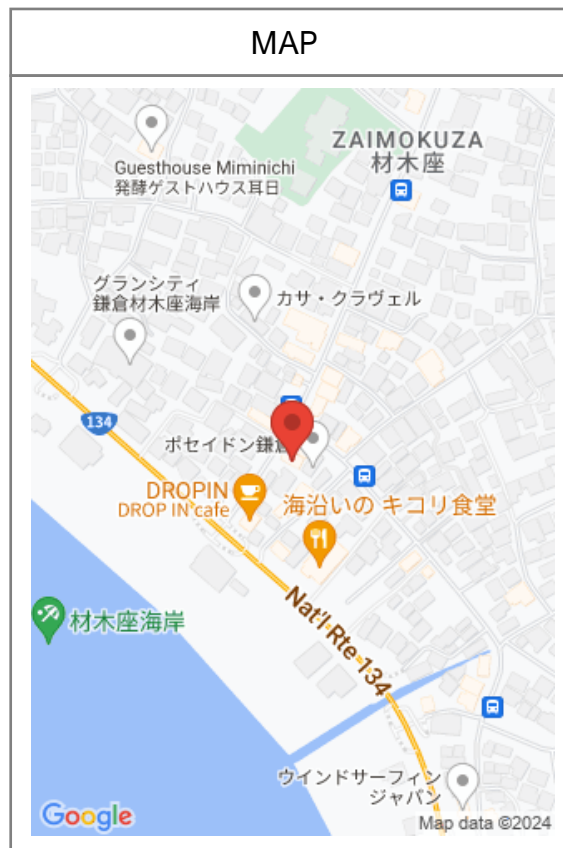 MAP
ZAIMOKUZA
材木座
Guesthouse Miminichi
発酵ゲストハウス耳日
グランシティ
鎌倉材木座海岸
カサ・クラヴェル
134
ポセイドン鎌倉
DROPIN
DROP IN cafe
海沿いの キコリ食堂
Nat'l Rte 134
材木座海岸
ウインドサーフィン
ジャパン
Google
Map data ©2024